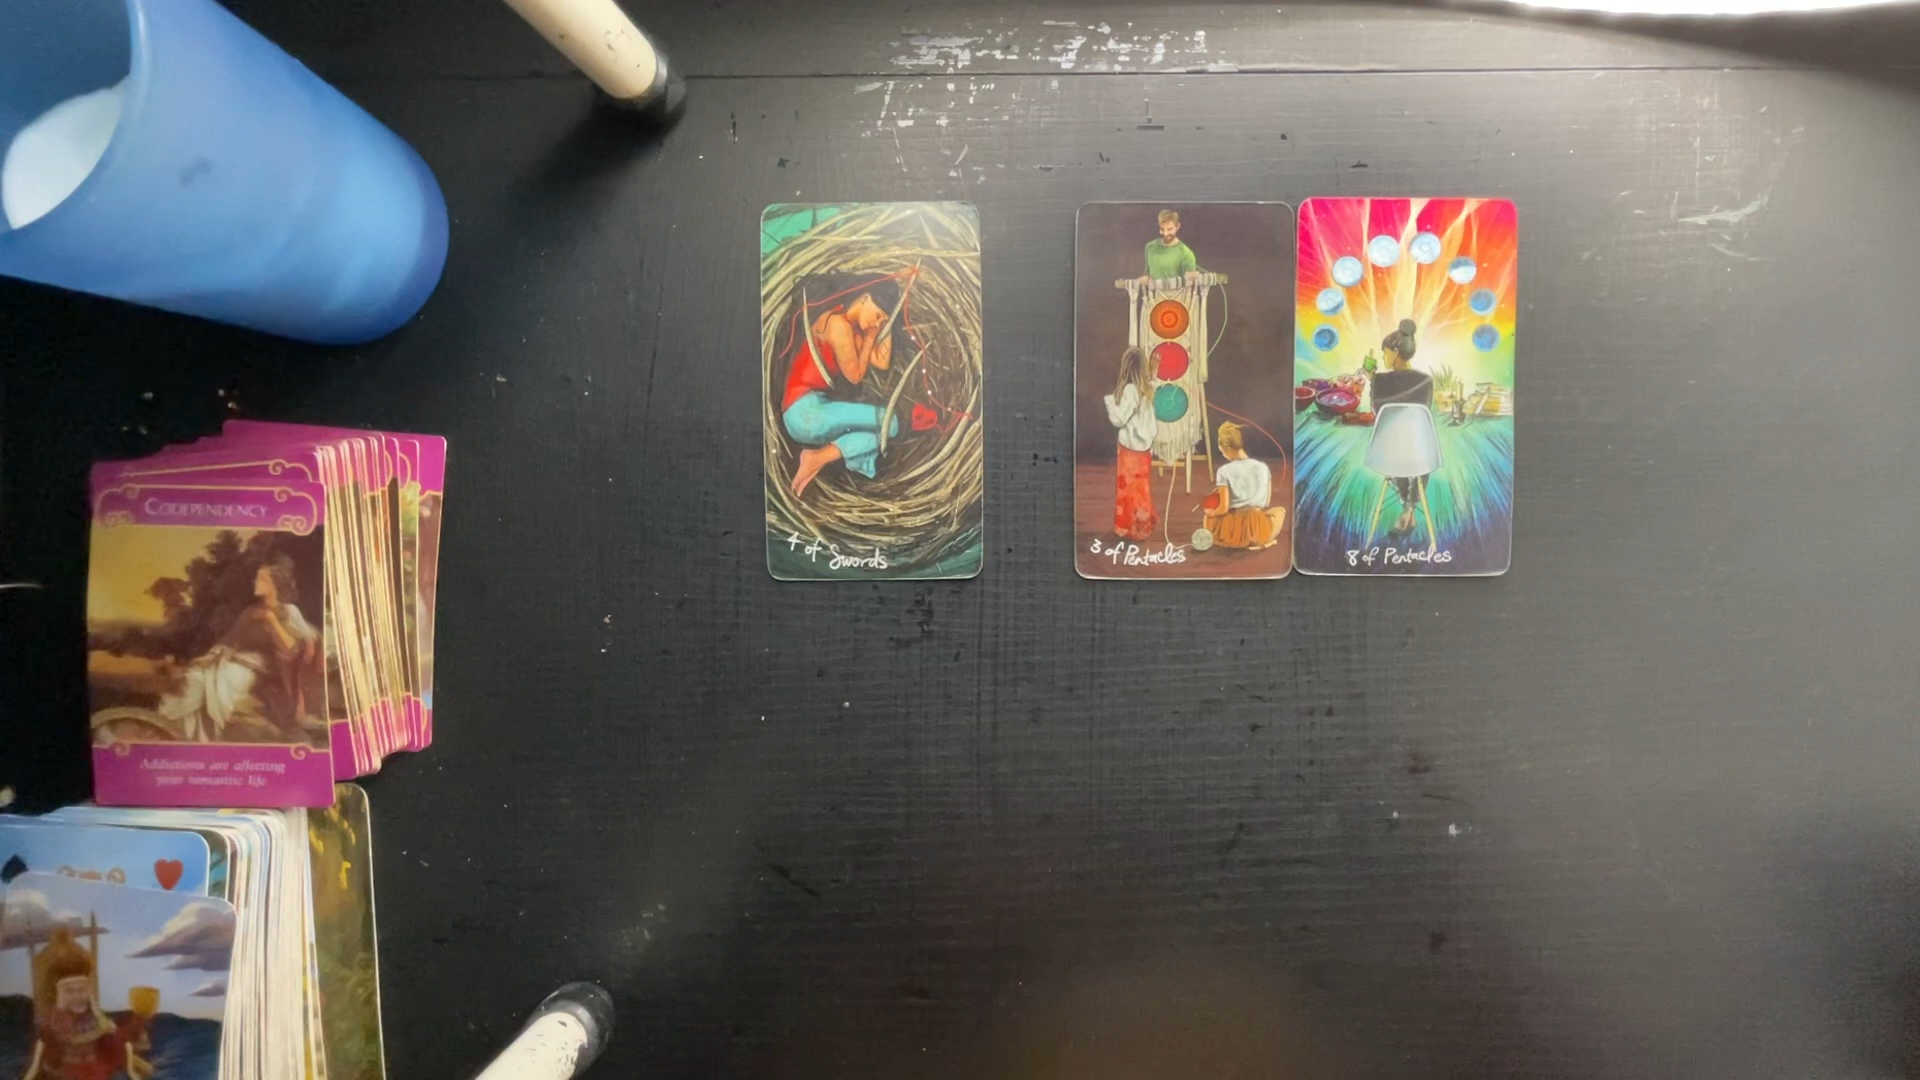 4 of Swords
3 of Pentacles
8 of Pentacles
CODEPENDENCY
Addictions are affecting
your romantic life